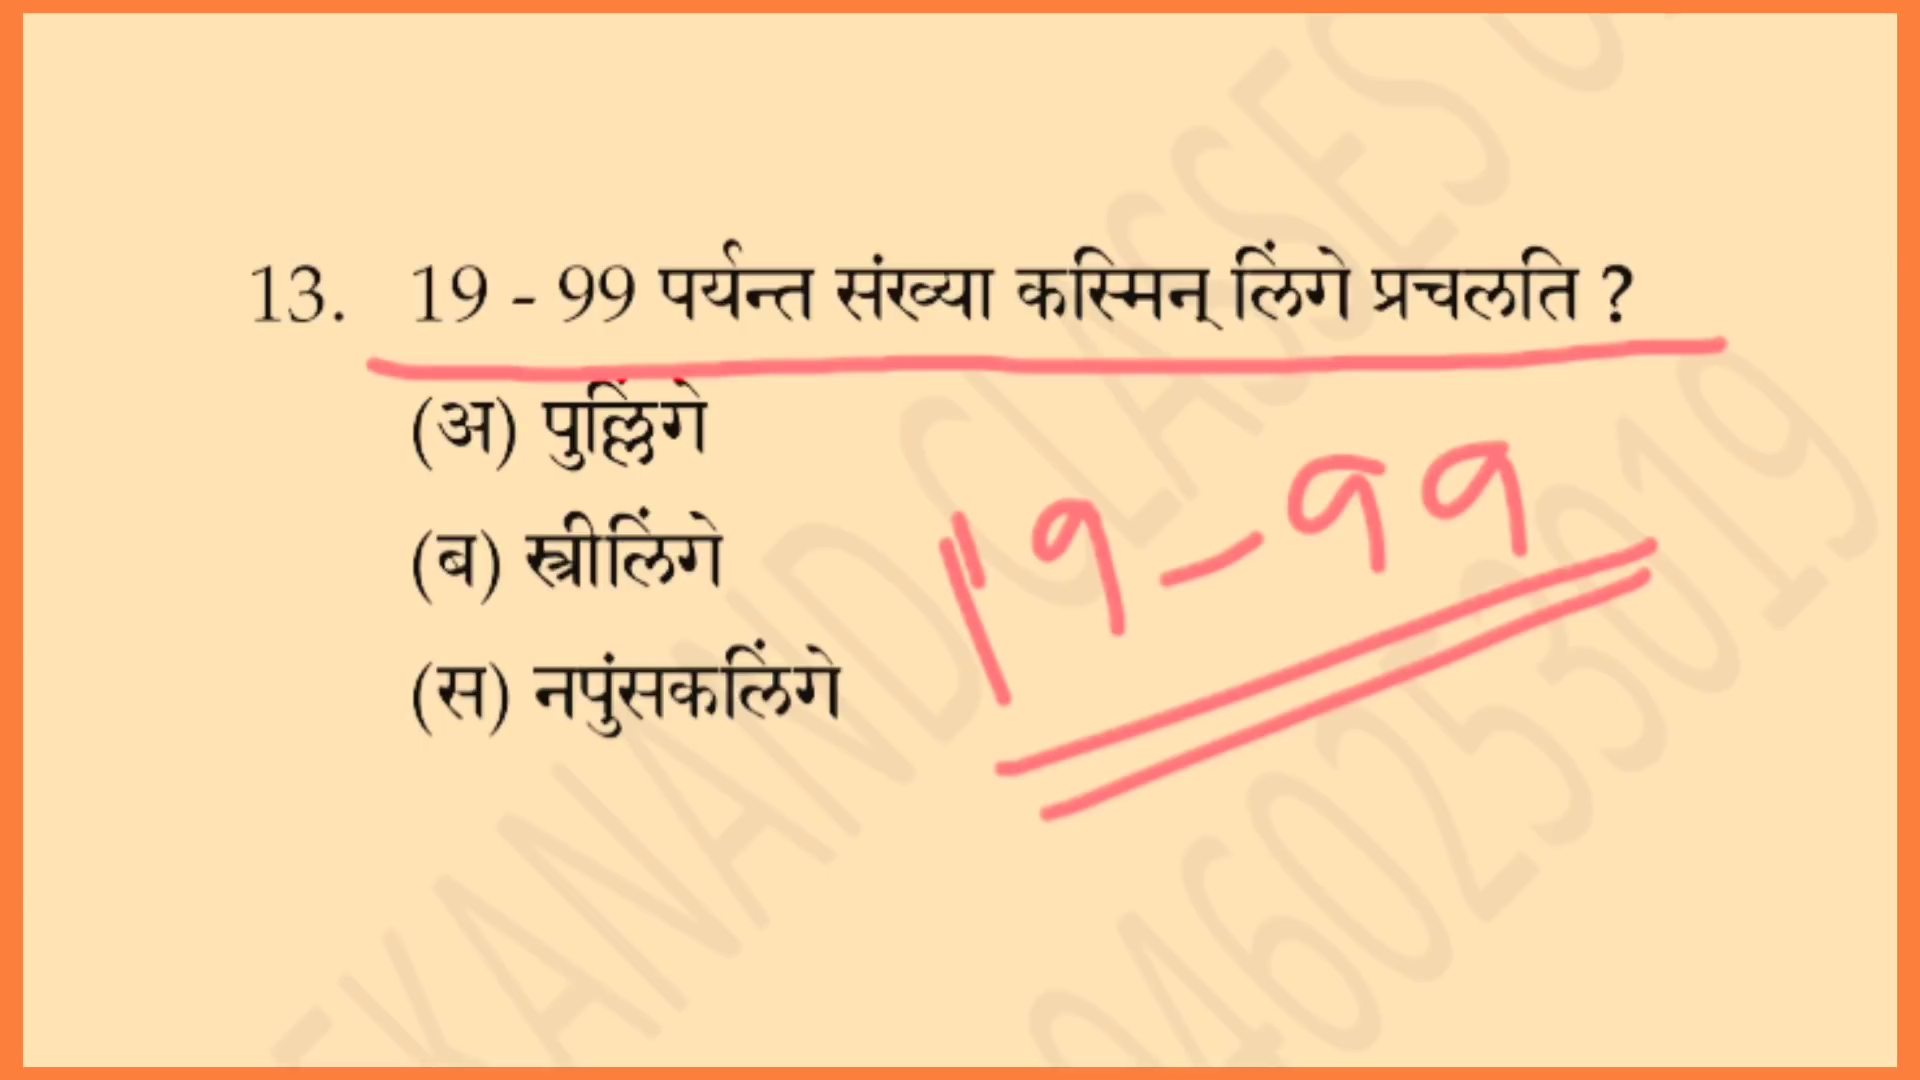 13. 19 - 99 पर्यन्त संख्या कस्मिन् लिंगे प्रचलति ?
(अ) पुल्लिंगे
(ब) स्त्रीलिंगे
(स) नपुंसकलिंगे
19-99